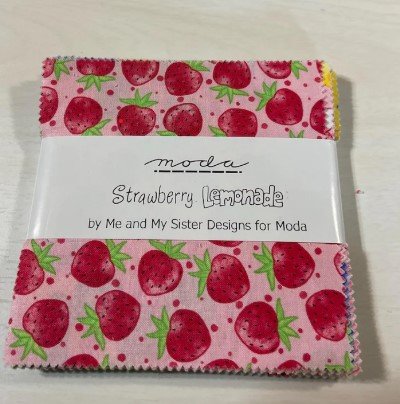 moda
Strawberry Lemonade
by Me and My Sister Designs for Moda